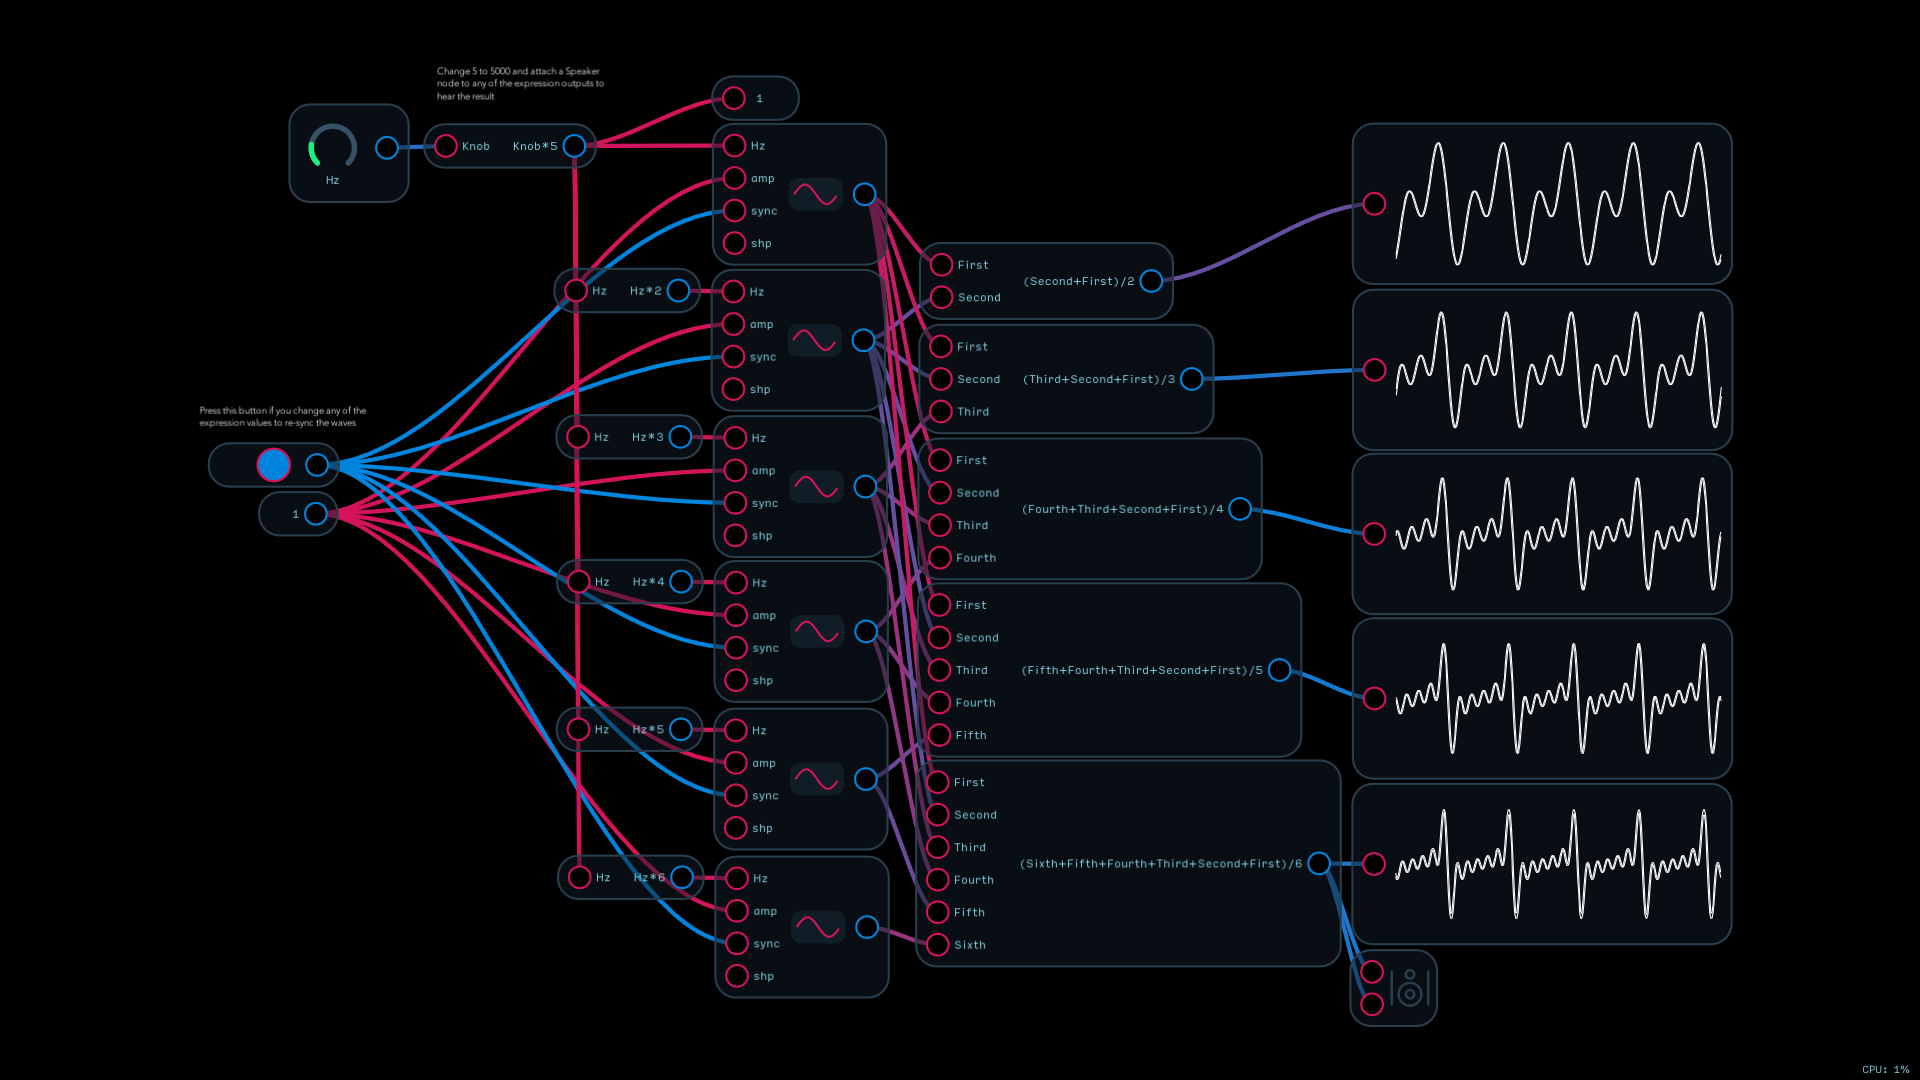 Change 5 to 5000 and attach a Speaker
node to any of the expression outputs to
hear the result
Hz
Knob Knob*5
1
Hz
amp
sync
shp
Hz Hz*2
Hz
amp
sync
shp
First
Second
(Second+First)/2
First
Second
Third
(Third+Second+First)/3
Press this button if you change any of the
expression values to re-sync the waves
1
Hz Hz*3
Hz
amp
sync
shp
First
Second
Third
Fourth
(Fourth+Third+Second+First)/4
Hz Hz*4
Hz
amp
sync
shp
First
Second
Third
Fourth
Fifth
(Fifth+Fourth+Third+Second+First)/5
Hz Hz*5
Hz
amp
sync
shp
First
Second
Third
Fourth
Fifth
Sixth
(Sixth+Fifth+Fourth+Third+Second+First)/6
Hz Hz*6
Hz
amp
sync
shp
CPU: 1%